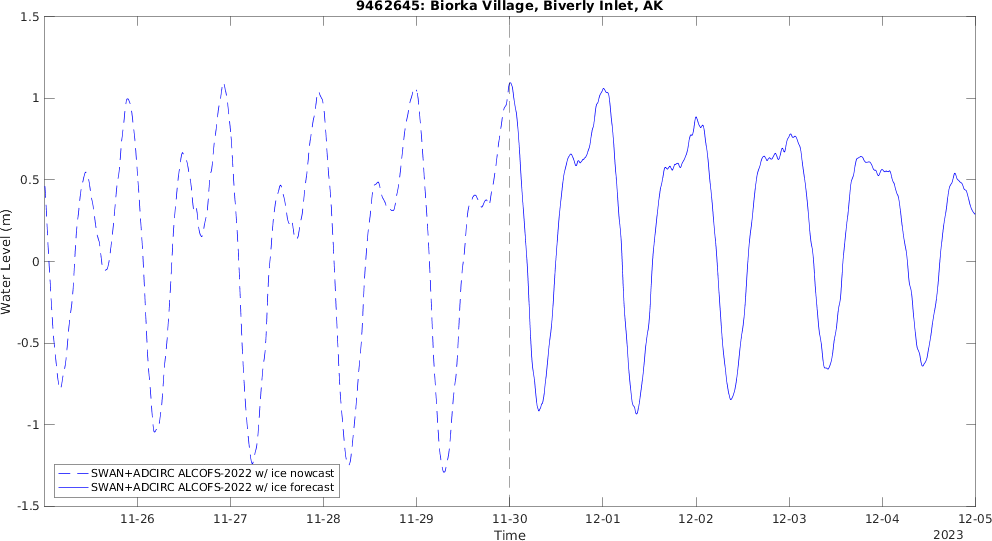 9462645: Biorka Village, Biverly Inlet, AK
1.5
1
0.5
0
-0.5
-1
-1.5
Water Level (m)
SWAN+ADCIRC ALCOFS-2022 w/ ice nowcast
SWAN+ADCIRC ALCOFS-2022 w/ ice forecast
11-26 11-27 11-28 11-29 11-30 12-01 12-02 12-03 12-04 12-05
Time
2023